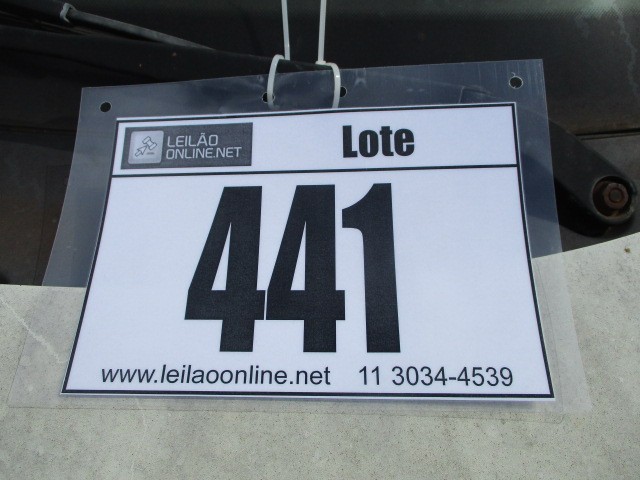 LEILÃO
ONLINE.NET
Lote
441
www.leilaoonline.net 11 3034-4539